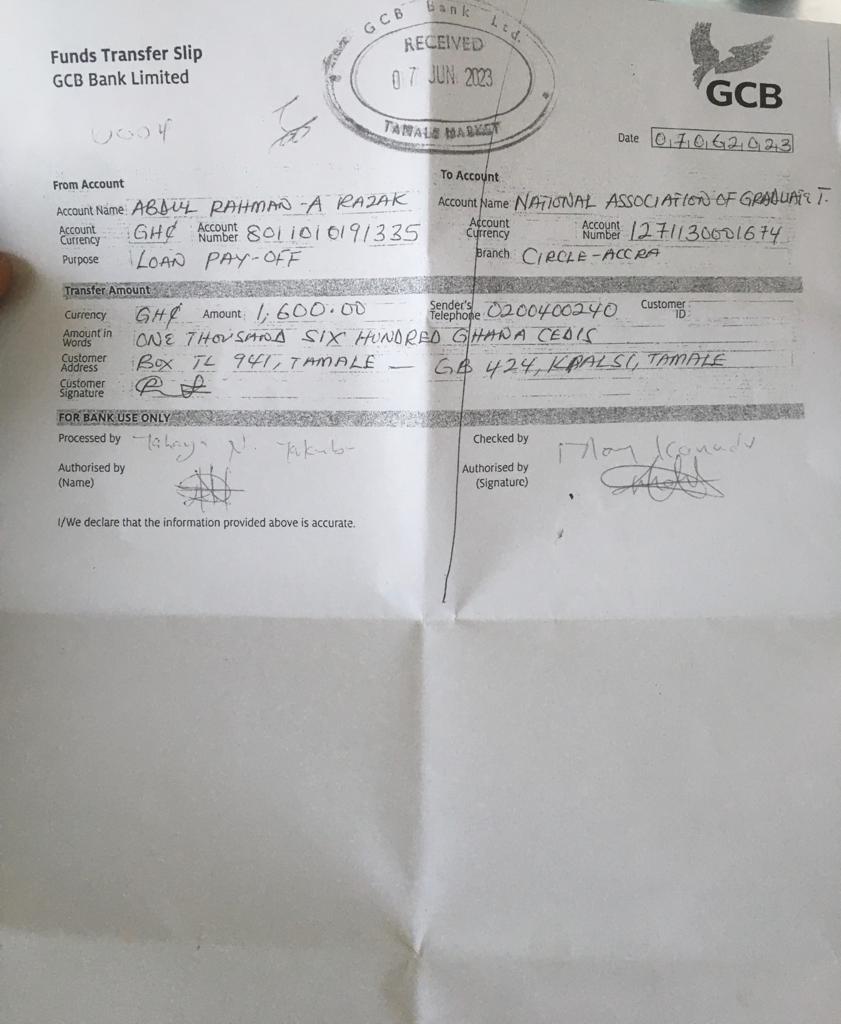 GCB Bank Ltd.
RECEIVED
07 JUN 2023
TAMALE MARKET
Funds Transfer Slip
GCB Bank Limited
GCB
0004
Date 07062023
From Account
To Account
Account Name: ABDUL RAHMAN -A RAZAK
Account Name NATIONAL ASSOCIATION OF GRADUATE T.
Account Currency GH¢ Account Number 8011010191335
Account Currency Account Number 1271130001674
Purpose LOAN PAY-OFF
Branch CIRCLE-ACCRA
Transfer Amount
Currency GH¢ Amount 1,600.00 Sender's Telephone 0200400240 Customer ID
Amount in Words ONE THOUSAND SIX HUNDRED GHANA CEDIS
Customer Address BOX TL 941, TAMALE — GB 424, KPALSI, TAMALE
Customer Signature
FOR BANK USE ONLY
Processed by
Checked by
Authorised by (Name)
Authorised by (Signature)
I/We declare that the information provided above is accurate.